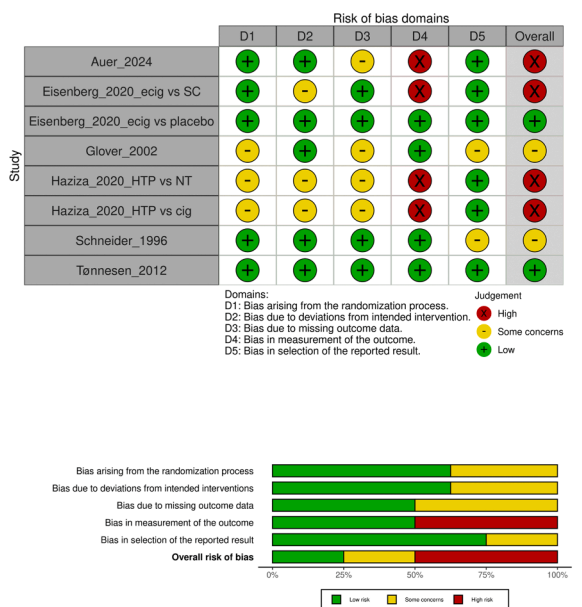 Risk of bias domains
D1 D2 D3 D4 D5 Overall
Study
Auer_2024 + + - X + X
Eisenberg_2020_ecig vs SC + - + X + X
Eisenberg_2020_ecig vs placebo + + + + + +
Glover_2002 - + - + - -
Haziza_2020_HTP vs NT - - - X + X
Haziza_2020_HTP vs cig - - - X + X
Schneider_1996 + + + + - -
Tønnesen_2012 + + + + + +
Domains:
D1: Bias arising from the randomization process.
D2: Bias due to deviations from intended intervention.
D3: Bias due to missing outcome data.
D4: Bias in measurement of the outcome.
D5: Bias in selection of the reported result.
Judgement
X High
- Some concerns
+ Low
Bias arising from the randomization process
Bias due to deviations from intended interventions
Bias due to missing outcome data
Bias in measurement of the outcome
Bias in selection of the reported result
Overall risk of bias
0% 25% 50% 75% 100%
Low risk Some concerns High risk